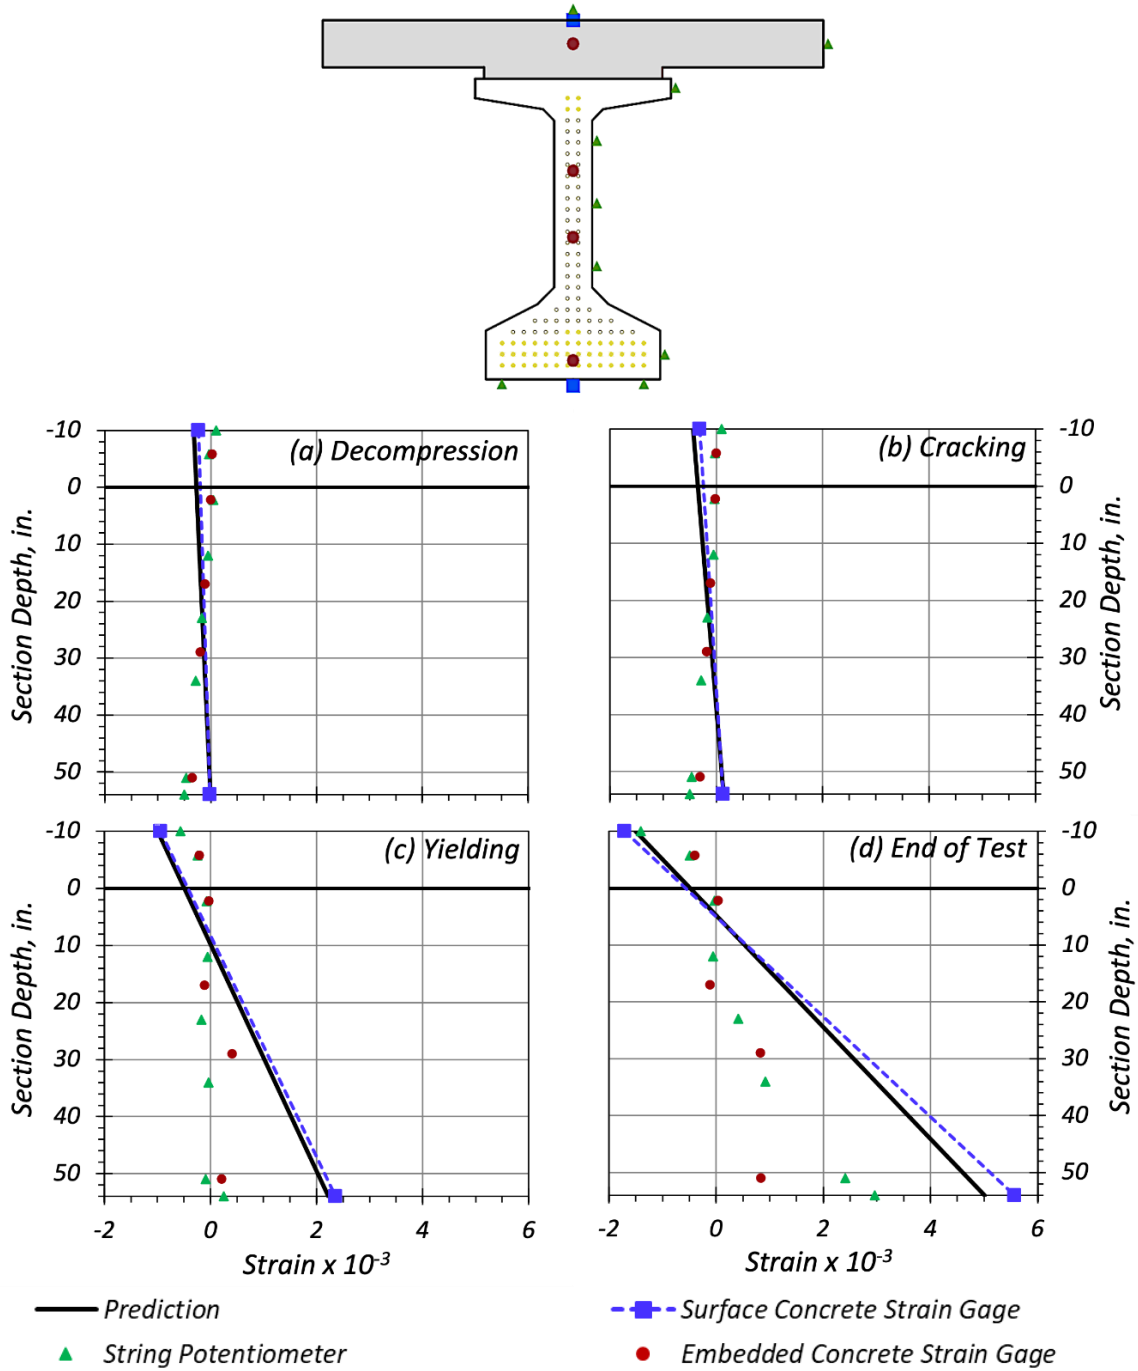 -10
0
10
20
30
40
50
Section Depth, in.
(a) Decompression
(b) Cracking
-10
0
10
20
30
40
50
Section Depth, in.
-10
0
10
20
30
40
50
Section Depth, in.
(c) Yielding
(d) End of Test
-10
0
10
20
30
40
50
Section Depth, in.
-2 0 2 4 6
Strain x 10-3
-2 0 2 4 6
Strain x 10-3
Prediction
Surface Concrete Strain Gage
String Potentiometer
Embedded Concrete Strain Gage